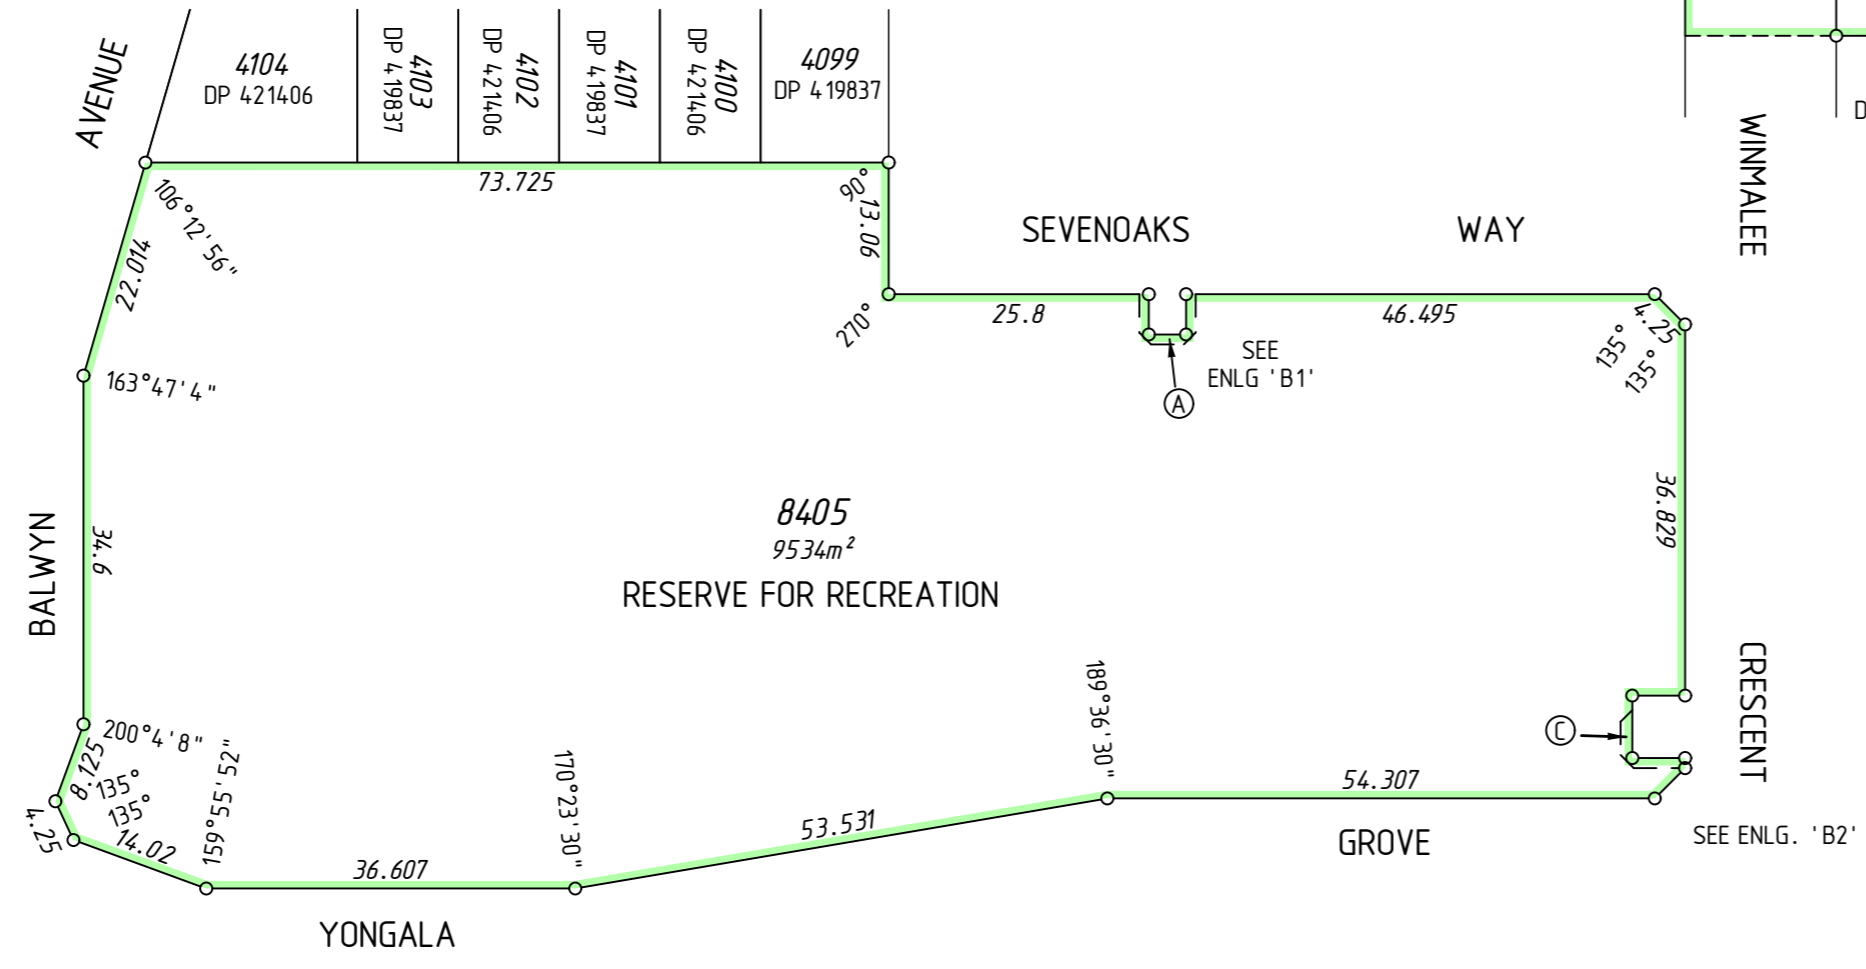 AVENUE
4104
DP 421406
4103
DP 419837
4102
DP 421406
4101
DP 419837
4100
DP 421406
4099
DP 419837
D
WINMALEE
73.725
90°
13.06
106°12'56"
22.014
SEVENOAKS WAY
270°
25.8
46.495
4.25
135°
135°
SEE
ENLG 'B1'
A
163°47'4"
34.6
BALWYN
8405
9534m²
RESERVE FOR RECREATION
36.829
CRESCENT
C
200°4'8"
8.125
135°
135°
4.25
14.02
159°55'52"
36.607
170°23'30"
53.531
189°36'30"
54.307
GROVE
SEE ENLG. 'B2'
YONGALA